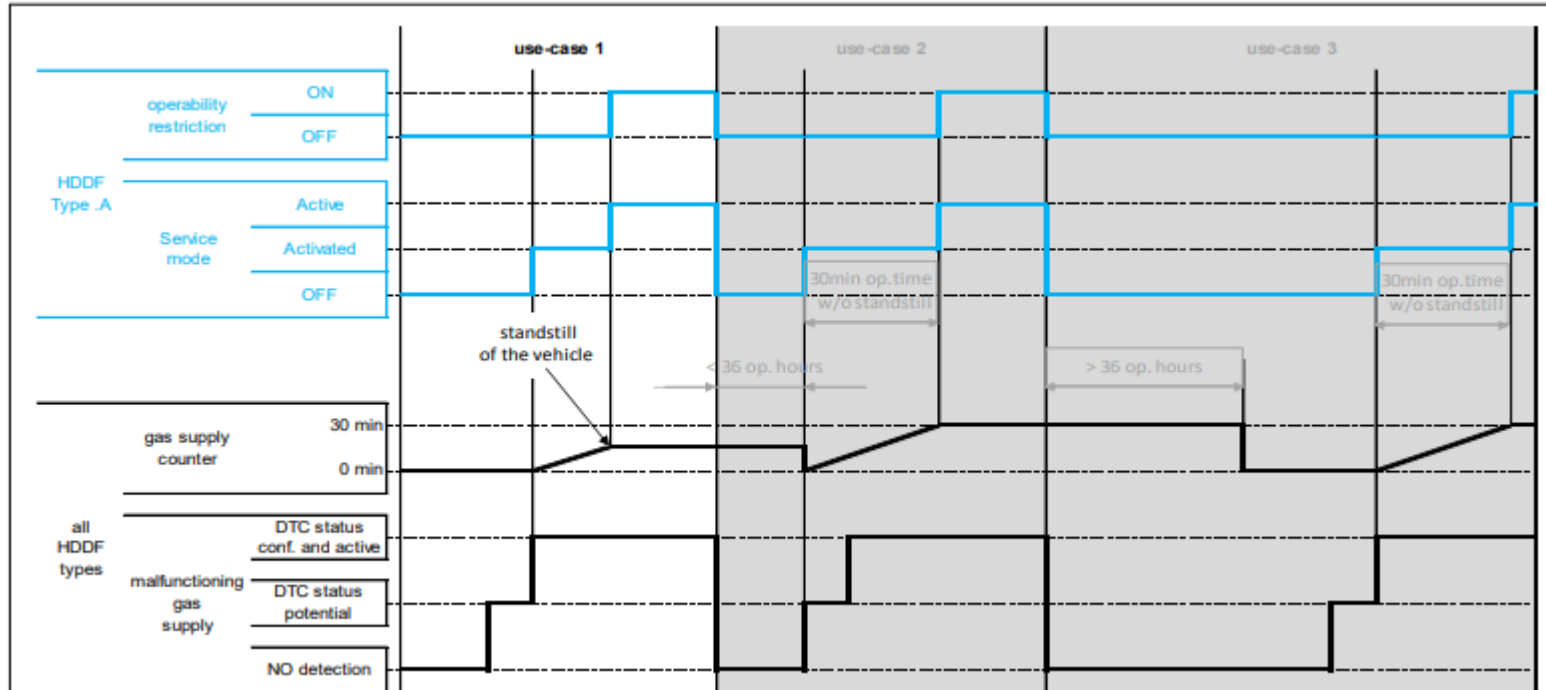 use-case 1
use-case 2
use-case 3
ON
operability
restriction
OFF
HDDF
Type .A
Active
Service
mode
Activated
OFF
30min op.time
w/o standstill
30min op.time
w/o standstill
standstill
of the vehicle
< 36 op. hours
> 36 op. hours
30 min
gas supply
counter
0 min
all
HDDF
types
DTC status
conf. and active
malfunctioning
gas
supply
DTC status
potential
NO detection